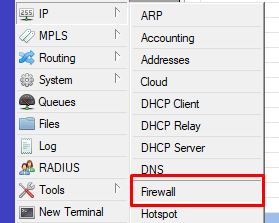 IP
MPLS
Routing
System
Queues
Files
Log
RADIUS
Tools
New Terminal
ARP
Accounting
Addresses
Cloud
DHCP Client
DHCP Relay
DHCP Server
DNS
Firewall
Hotspot